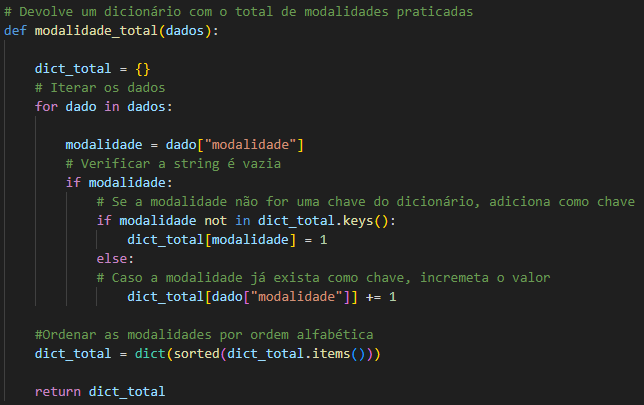 # Devolve um dicionário com o total de modalidades praticadas
def modalidade_total(dados):
dict_total = {}
# Iterar os dados
for dado in dados:
modalidade = dado["modalidade"]
# Verificar a string é vazia
if modalidade:
# Se a modalidade não for uma chave do dicionário, adiciona como chave
if modalidade not in dict_total.keys():
dict_total[modalidade] = 1
else:
# Caso a modalidade já exista como chave, incremeta o valor
dict_total[dado["modalidade"]] += 1
#Ordenar as modalidades por ordem alfabética
dict_total = dict(sorted(dict_total.items()))
return dict_total